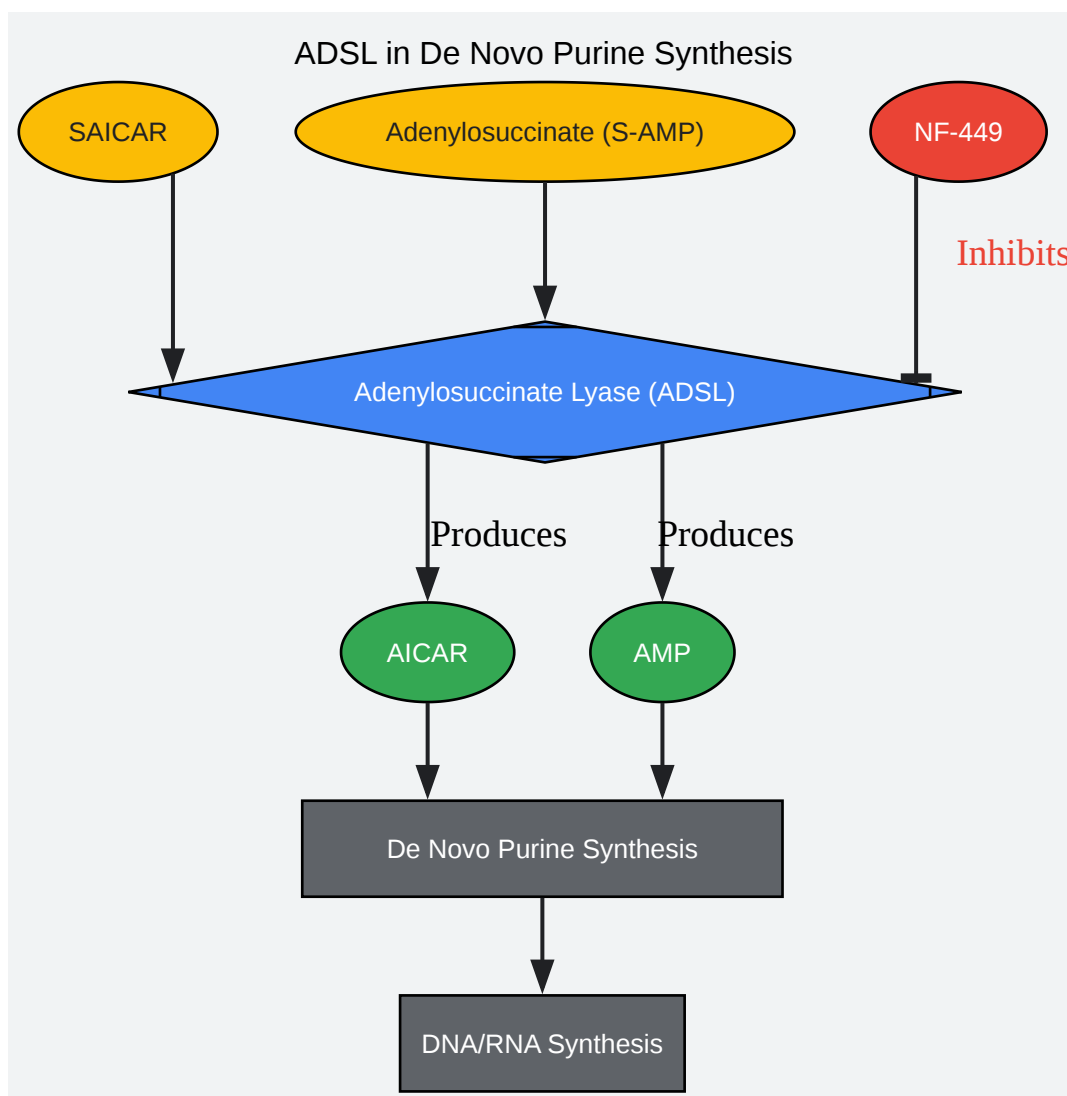 ADSL in De Novo Purine Synthesis
SAICAR
Adenylosuccinate (S-AMP)
NF-449
Inhibits
Adenylosuccinate Lyase (ADSL)
Produces
Produces
AICAR
AMP
De Novo Purine Synthesis
DNA/RNA Synthesis